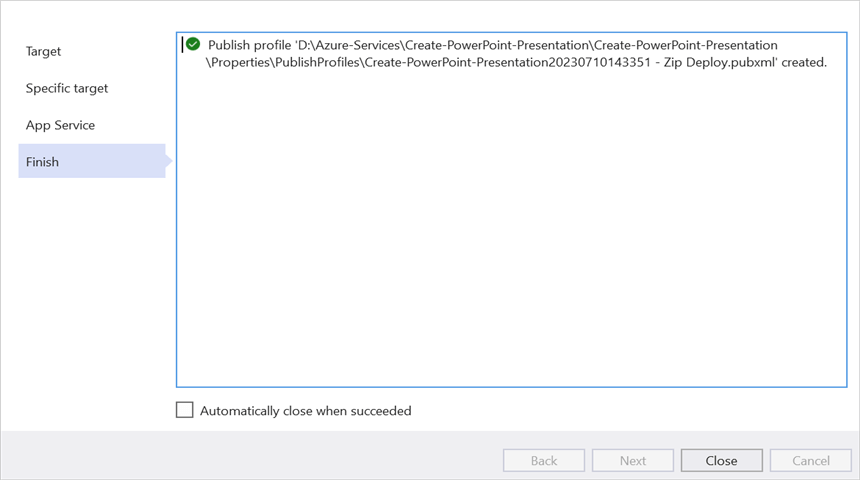 Target
Specific target
App Service
Finish
Publish profile 'D:\Azure-Services\Create-PowerPoint-Presentation\Create-PowerPoint-Presentation
\Properties\PublishProfiles\Create-PowerPoint-Presentation20230710143351 - Zip Deploy.pubxml' created.
Automatically close when succeeded
Back
Next
Close
Cancel